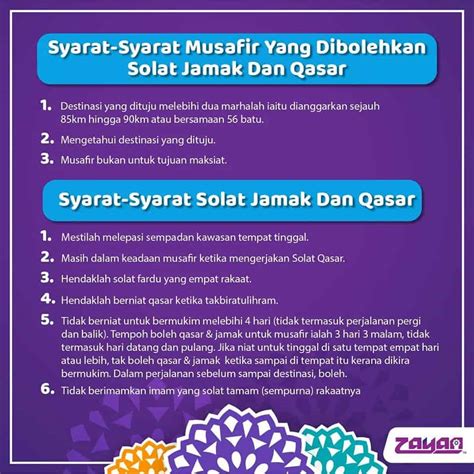 Syarat-Syarat Musafir Yang Dibolehkan
Solat Jamak Dan Qasar
1. Destinasi yang dituju melebihi dua marhalah iaitu dianggarkan sejauh
85km hingga 90km atau bersamaan 56 batu.
2. Mengetahui destinasi yang dituju.
3. Musafir bukan untuk tujuan maksiat.
Syarat-Syarat Solat Jamak Dan Qasar
1. Mestilah melepasi sempadan kawasan tempat tinggal.
2. Masih dalam keadaan musafir ketika mengerjakan Solat Qasar.
3. Hendaklah solat fardu yang empat rakaat.
4. Hendaklah berniat qasar ketika takbiratulihram.
5. Tidak berniat untuk bermukim melebihi 4 hari (tidak termasuk perjalanan pergi
dan balik). Tempoh boleh qasar & jamak untuk musafir ialah 3 hari 3 malam, tidak
termasuk hari datang dan pulang. Jika niat untuk tinggal di satu tempat empat hari
atau lebih, tak boleh qasar & jamak ketika sampai di tempat itu kerana dikira
bermukim. Dalam perjalanan sebelum sampai destinasi, boleh.
6. Tidak berimamkan imam yang solat tamam (sempurna) rakaatnya
ZAYAN